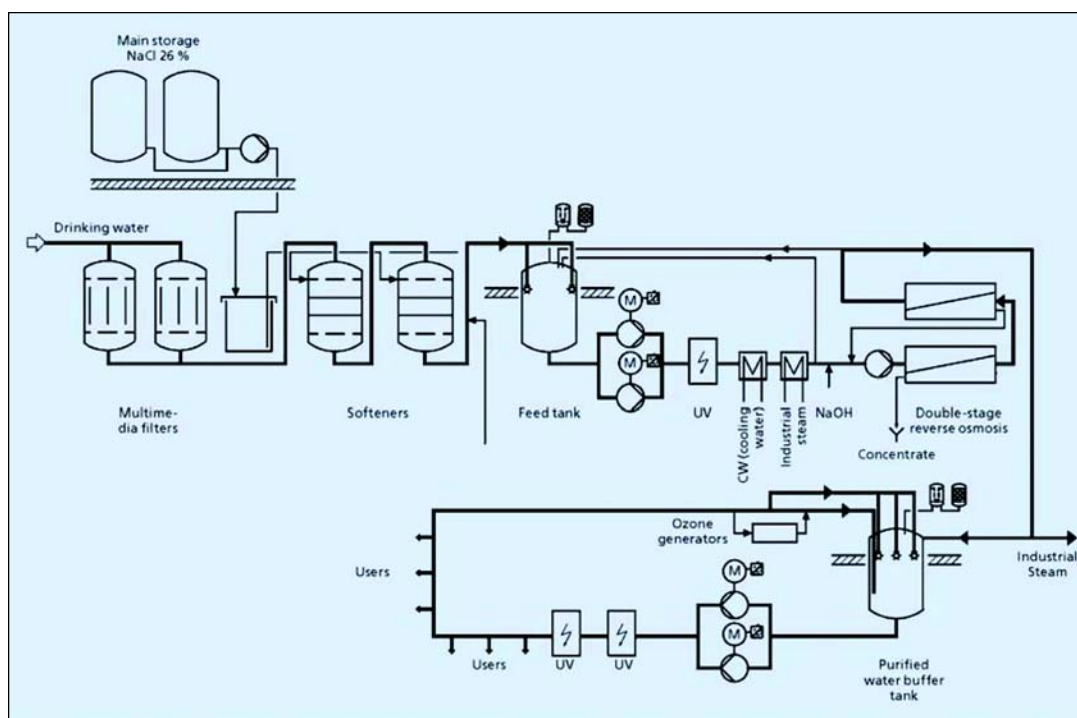 Main storage
NaCl 26 %
Drinking water
M
M
Multime-
dia filters
Softeners
Feed tank
UV
CW (cooling
water)
Industrial
steam
NaOH
Double-stage
reverse osmosis
Concentrate
Ozone
generators
Industrial
Steam
Users
M
M
Users
UV
UV
Purified
water buffer
tank